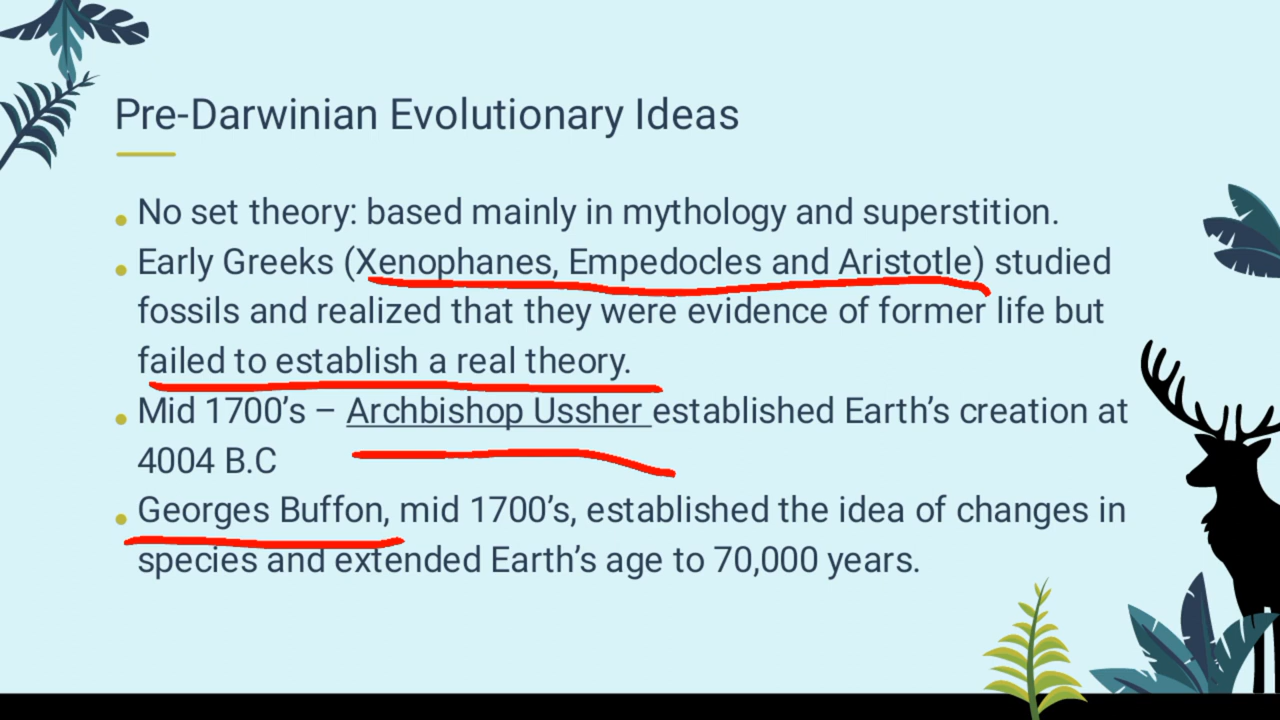 Pre-Darwinian Evolutionary Ideas
• No set theory: based mainly in mythology and superstition.
• Early Greeks (Xenophanes, Empedocles and Aristotle) studied
fossils and realized that they were evidence of former life but
failed to establish a real theory.
• Mid 1700’s – Archbishop Ussher established Earth’s creation at
4004 B.C
• Georges Buffon, mid 1700’s, established the idea of changes in
species and extended Earth’s age to 70,000 years.